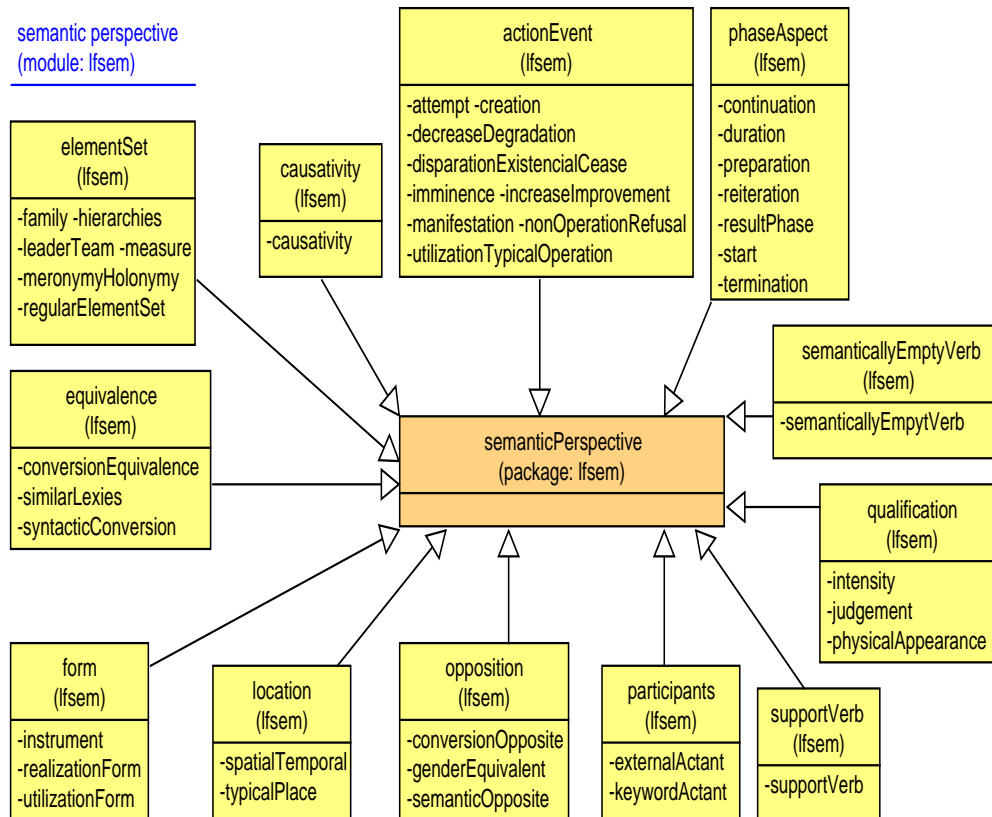 semantic perspective
(module: lfsem)
actionEvent
(lfsem)
-attempt -creation
-decreaseDegradation
-disparationExistencialCease
-imminence -increaseImprovement
-manifestation -nonOperationRefusal
-utilizationTypicalOperation
phaseAspect
(lfsem)
-continuation
-duration
-preparation
-reiteration
-resultPhase
-start
-termination
elementSet
(lfsem)
-family -hierarchies
-leaderTeam -measure
-meronymyHolonymy
-regularElementSet
causativity
(lfsem)
-causativity
semanticallyEmptyVerb
(lfsem)
-semanticallyEmpytVerb
equivalence
(lfsem)
-conversionEquivalence
-similarLexies
-syntacticConversion
semanticPerspective
(package: lfsem)
qualification
(lfsem)
-intensity
-judgement
-physicalAppearance
form
(lfsem)
-instrument
-realizationForm
-utilizationForm
location
(lfsem)
-spatialTemporal
-typicalPlace
opposition
(lfsem)
-conversionOpposite
-genderEquivalent
-semanticOpposite
participants
(lfsem)
-externalActant
-keywordActant
supportVerb
(lfsem)
-supportVerb